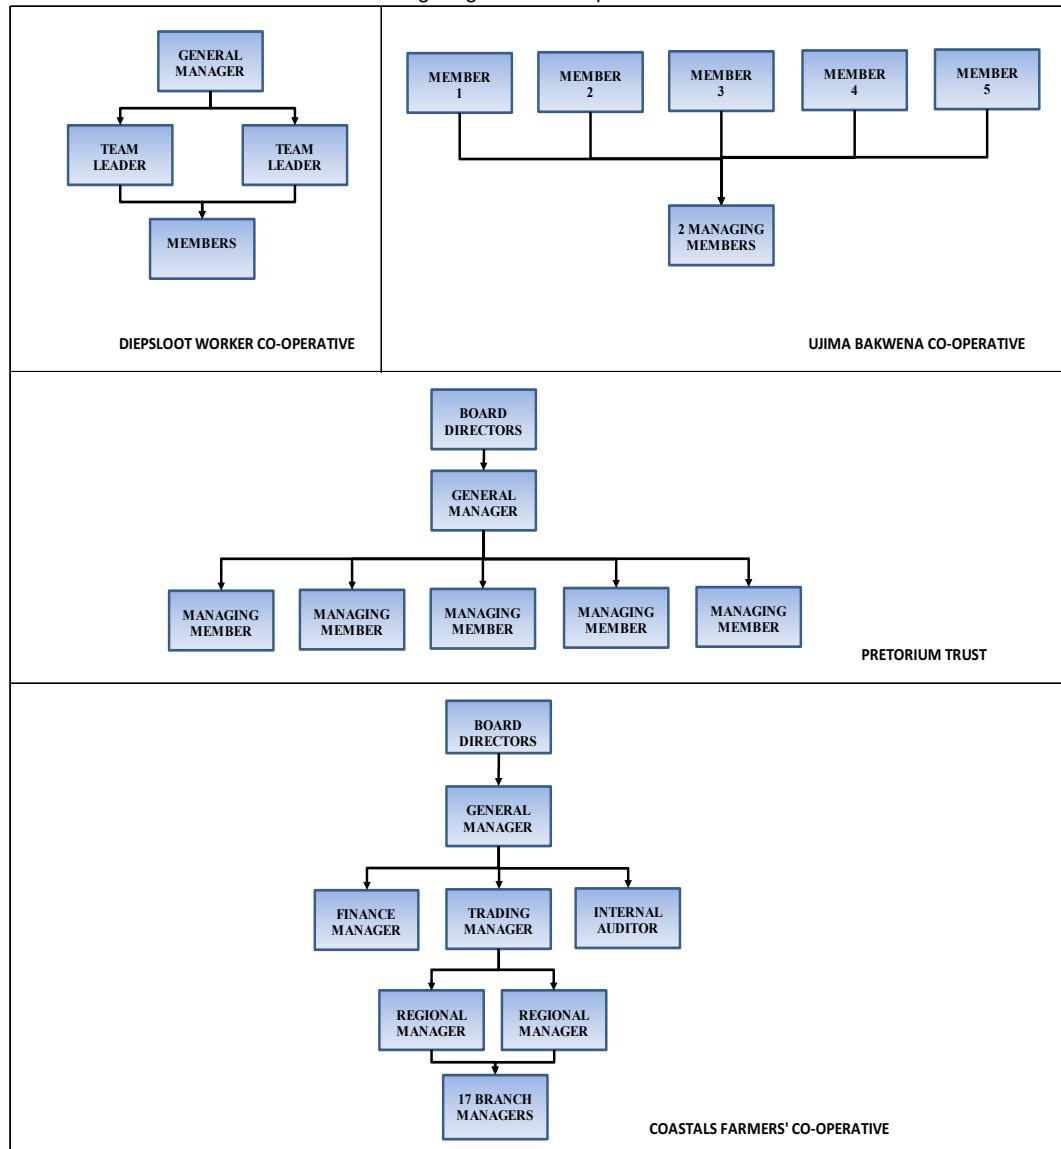 GENERAL
MANAGER
TEAM
LEADER
TEAM
LEADER
MEMBERS
DIEPSLOOT WORKER CO-OPERATIVE
MEMBER
1
MEMBER
2
MEMBER
3
MEMBER
4
MEMBER
5
2 MANAGING
MEMBERS
UJIMA BAKWENA CO-OPERATIVE
BOARD
DIRECTORS
GENERAL
MANAGER
MANAGING
MEMBER
MANAGING
MEMBER
MANAGING
MEMBER
MANAGING
MEMBER
MANAGING
MEMBER
PRETORIUM TRUST
BOARD
DIRECTORS
GENERAL
MANAGER
FINANCE
MANAGER
TRADING
MANAGER
INTERNAL
AUDITOR
REGIONAL
MANAGER
REGIONAL
MANAGER
17 BRANCH
MANAGERS
COASTALS FARMERS' CO-OPERATIVE